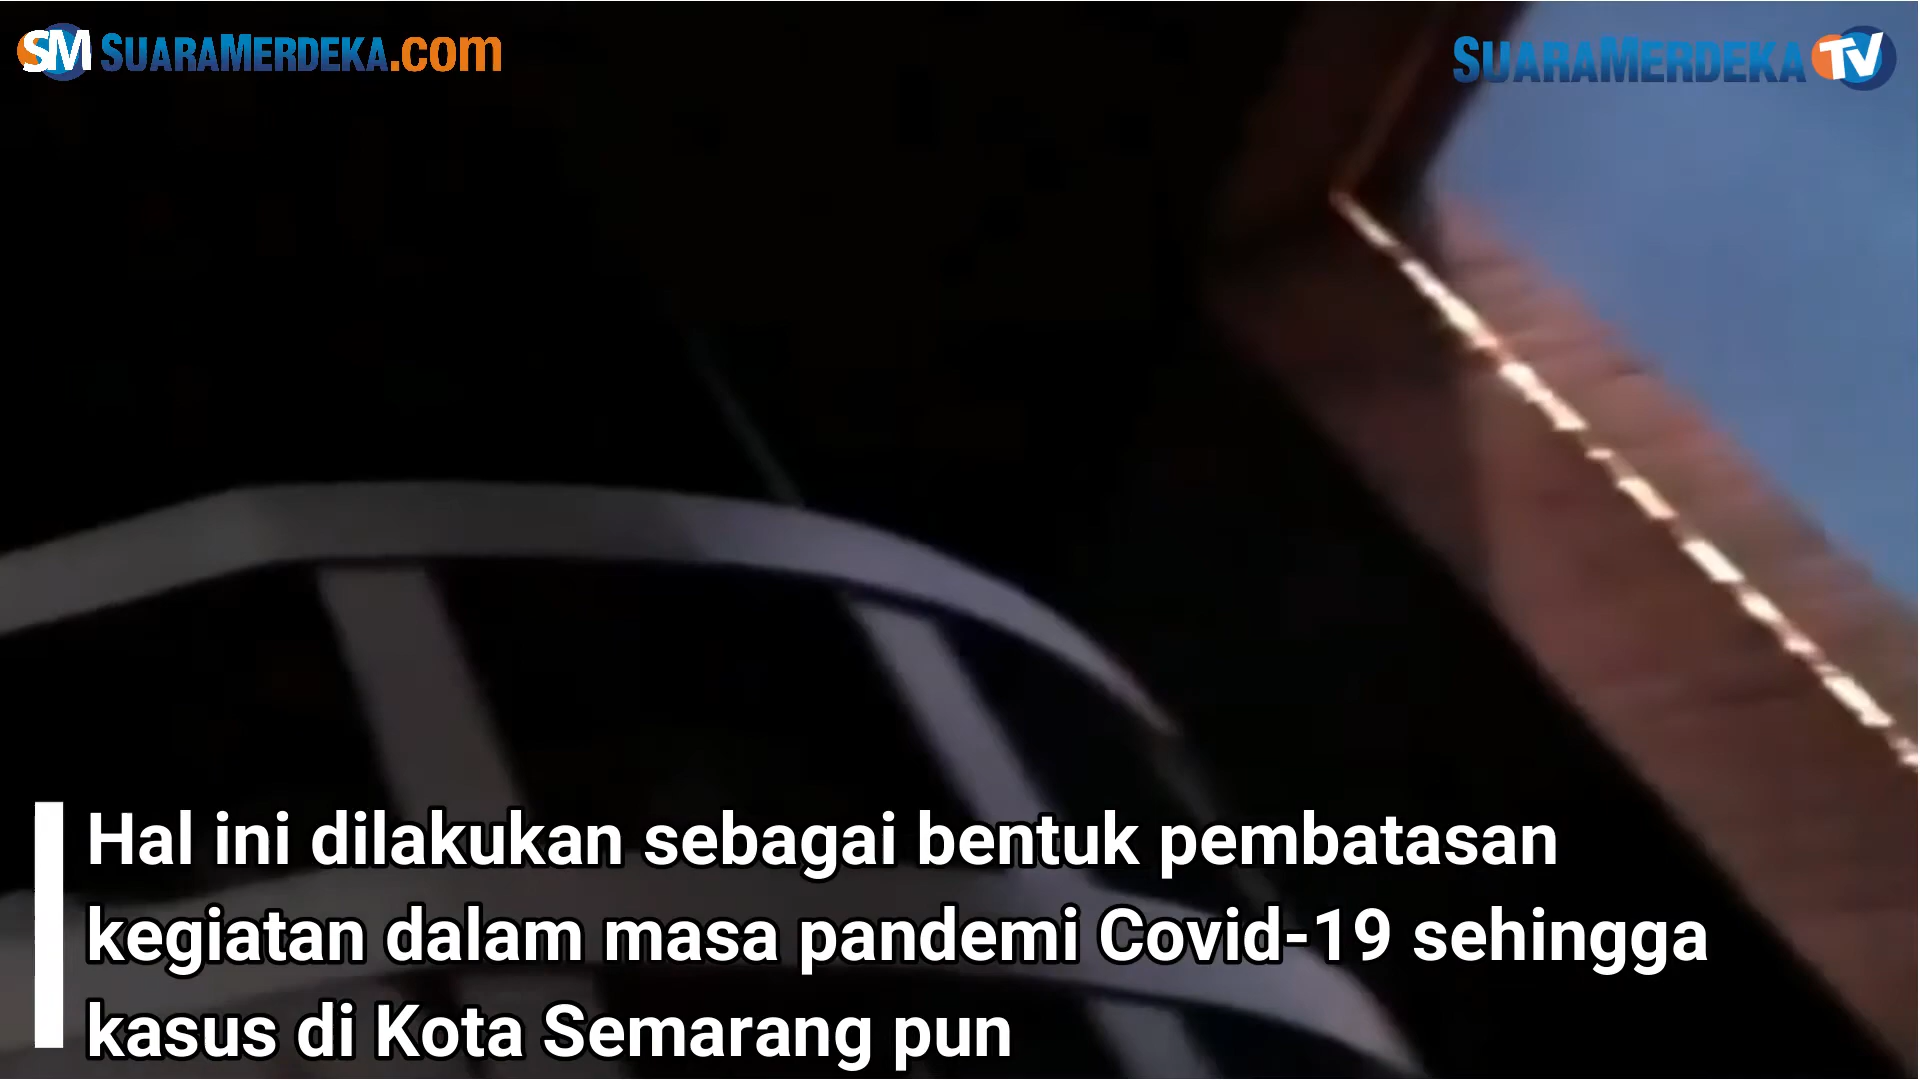 SM SUARAMERDEKA.com
SUARAMERDEKA TV
Hal ini dilakukan sebagai bentuk pembatasan
kegiatan dalam masa pandemi Covid-19 sehingga
kasus di Kota Semarang pun